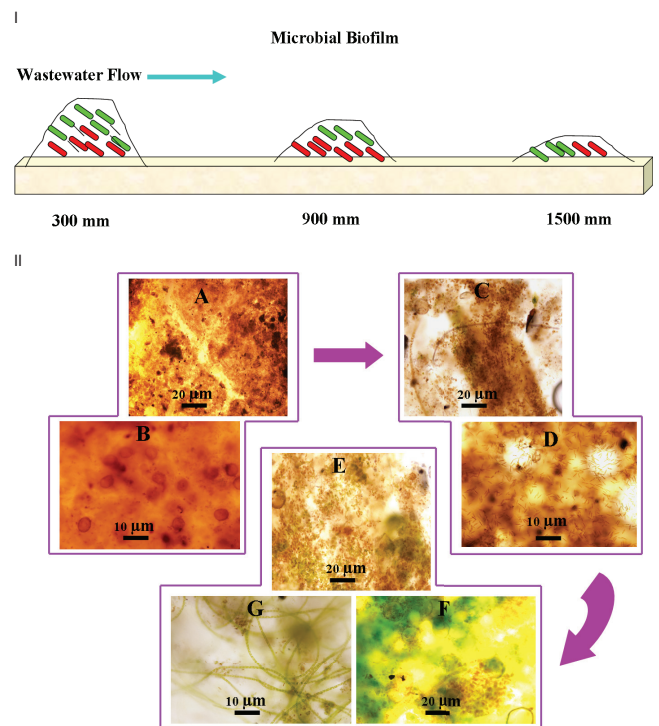 I
Microbial Biofilm
Wastewater Flow
300 mm
900 mm
1500 mm
II
A
20 μm
C
20 μm
B
10 μm
D
10 μm
E
20 μm
G
10 μm
F
20 μm